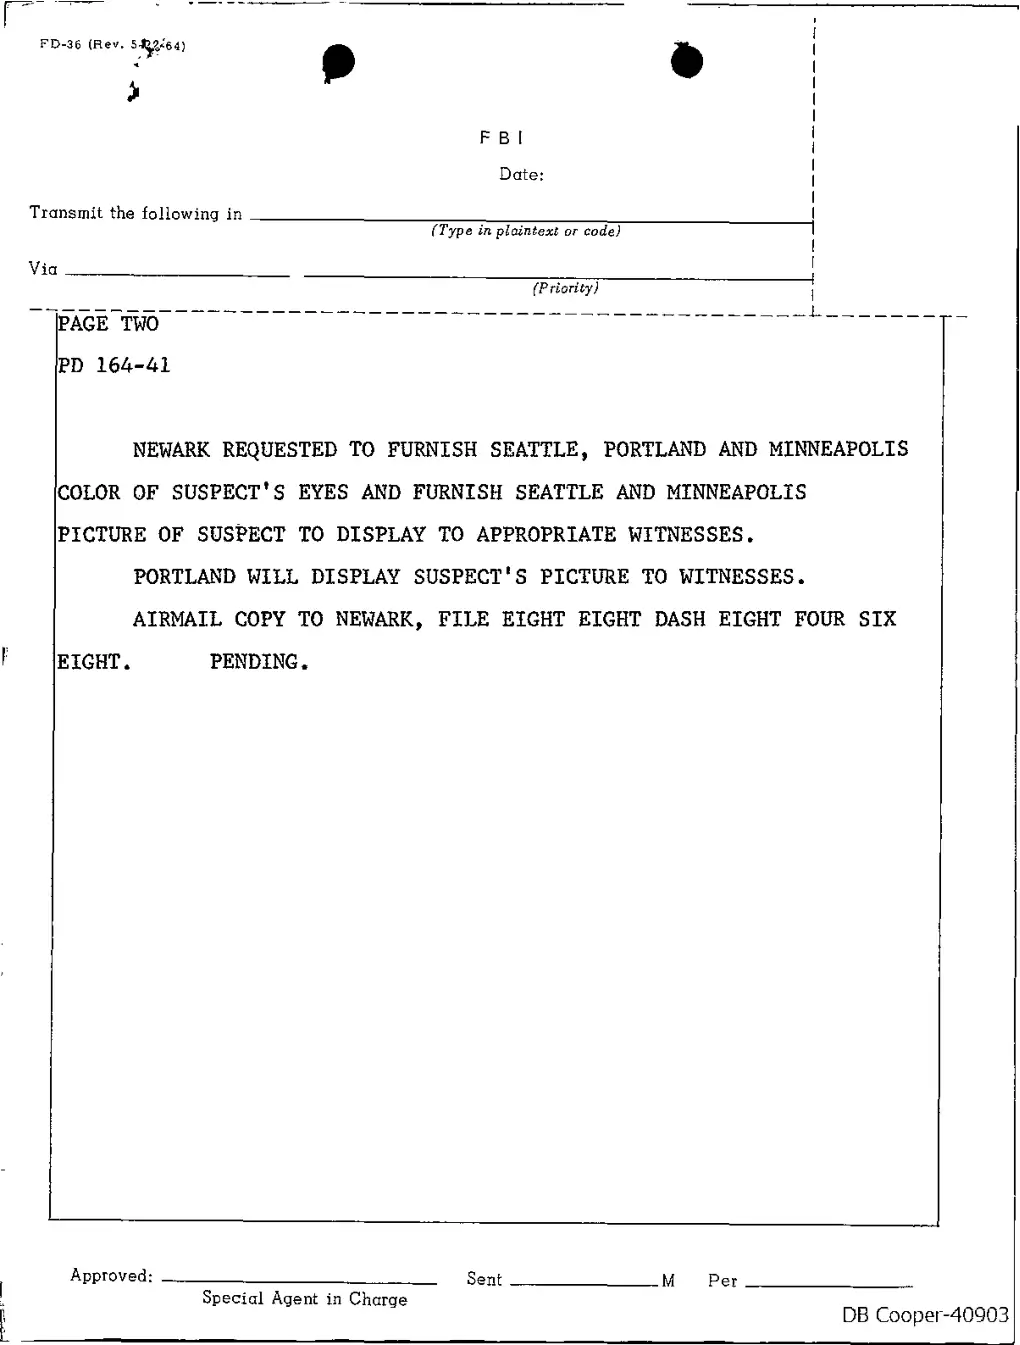 FD-36 (Rev. 5-22-64)
F B I
Date:
Transmit the following in
(Type in plaintext or code)
Via
(Priority)
PAGE TWO
PD 164-41
NEWARK REQUESTED TO FURNISH SEATTLE, PORTLAND AND MINNEAPOLIS
COLOR OF SUSPECT'S EYES AND FURNISH SEATTLE AND MINNEAPOLIS
PICTURE OF SUSPECT TO DISPLAY TO APPROPRIATE WITNESSES.
PORTLAND WILL DISPLAY SUSPECT'S PICTURE TO WITNESSES.
AIRMAIL COPY TO NEWARK, FILE EIGHT EIGHT DASH EIGHT FOUR SIX
EIGHT. PENDING.
Approved: Sent M Per
Special Agent in Charge
DB Cooper-40903